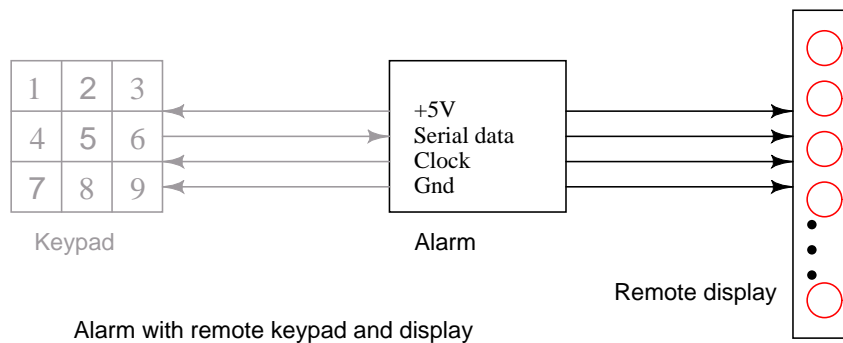 1 2 3
4 5 6
7 8 9
Keypad
+5V
Serial data
Clock
Gnd
Alarm
Remote display
Alarm with remote keypad and display